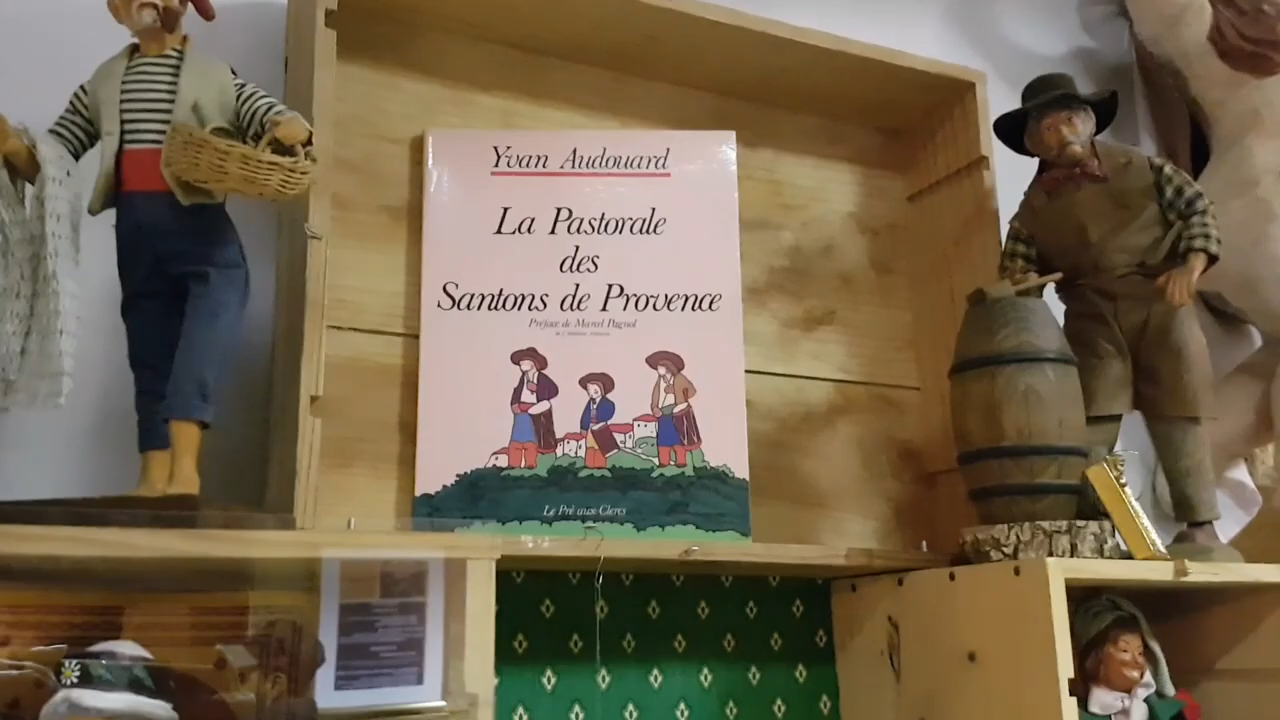 Yvan Audouard
La Pastorale
des
Santons de Provence
Préface de Marcel Pagnol
Le Pré aux Clercs